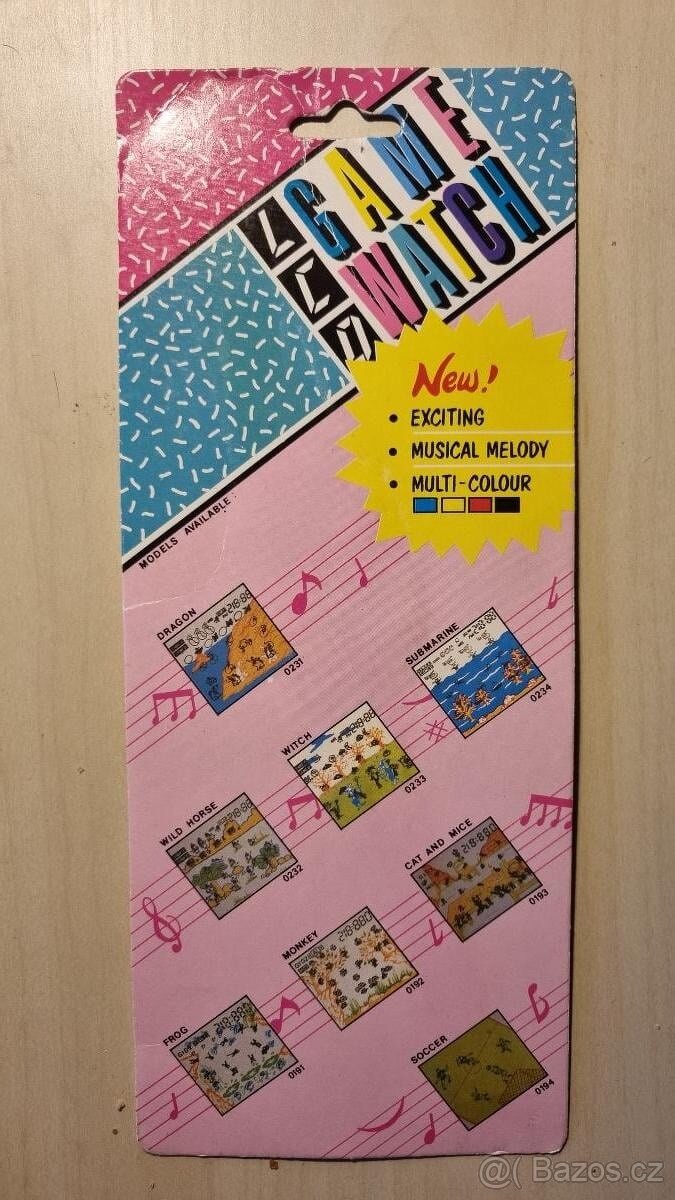 LCD
GAME
WATCH
New!
• EXCITING
• MUSICAL MELODY
• MULTI-COLOUR
MODELS AVAILABLE:
DRAGON
0231
SUBMARINE
0234
WITCH
0233
WILD HORSE
0232
CAT AND MICE
0193
MONKEY
0192
FROG
0191
SOCCER
0194
@( Bazos.cz